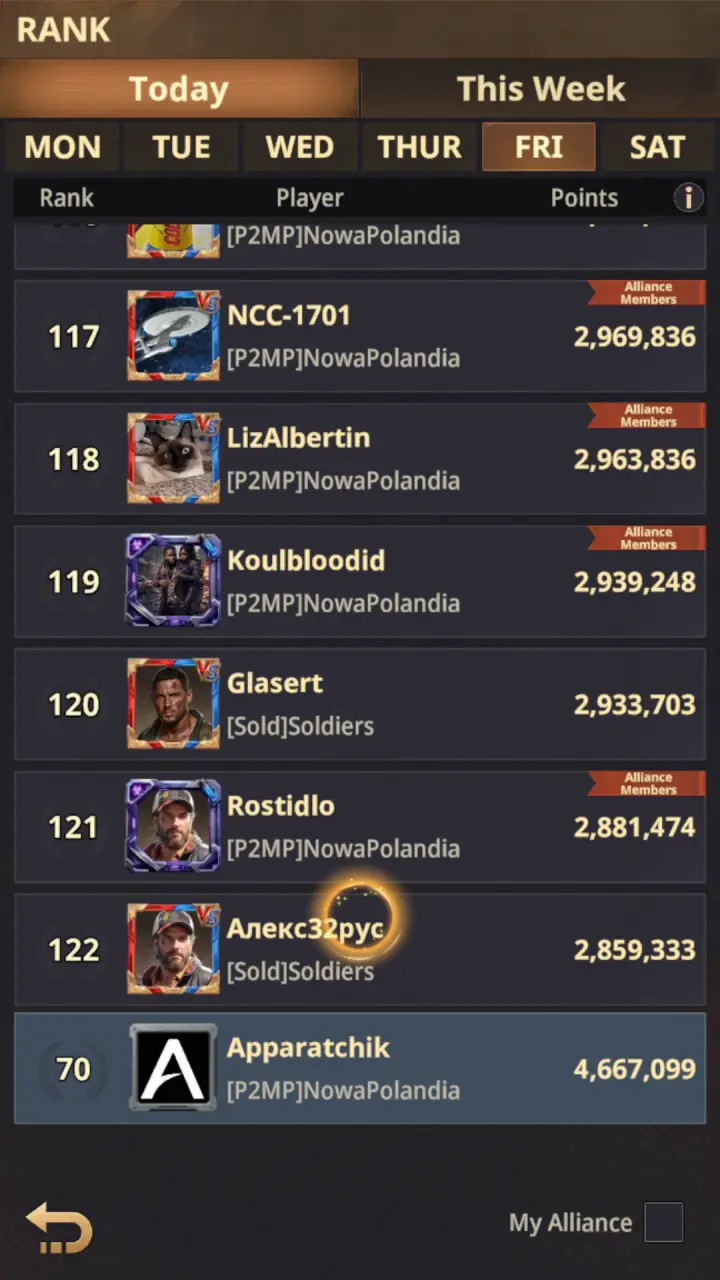 RANK
Today
This Week
MON
TUE
WED
THUR
FRI
SAT
Rank
Player
Points
i
[P2MP]NowaPolandia
Alliance
Members
117
NCC-1701
[P2MP]NowaPolandia
2,969,836
Alliance
Members
118
LizAlbertin
[P2MP]NowaPolandia
2,963,836
Alliance
Members
119
Koulbloodid
[P2MP]NowaPolandia
2,939,248
120
Glasert
[Sold]Soldiers
2,933,703
Alliance
Members
121
Rostidlo
[P2MP]NowaPolandia
2,881,474
122
Алекс32рус
[Sold]Soldiers
2,859,333
70
Apparatchik
[P2MP]NowaPolandia
4,667,099
My Alliance